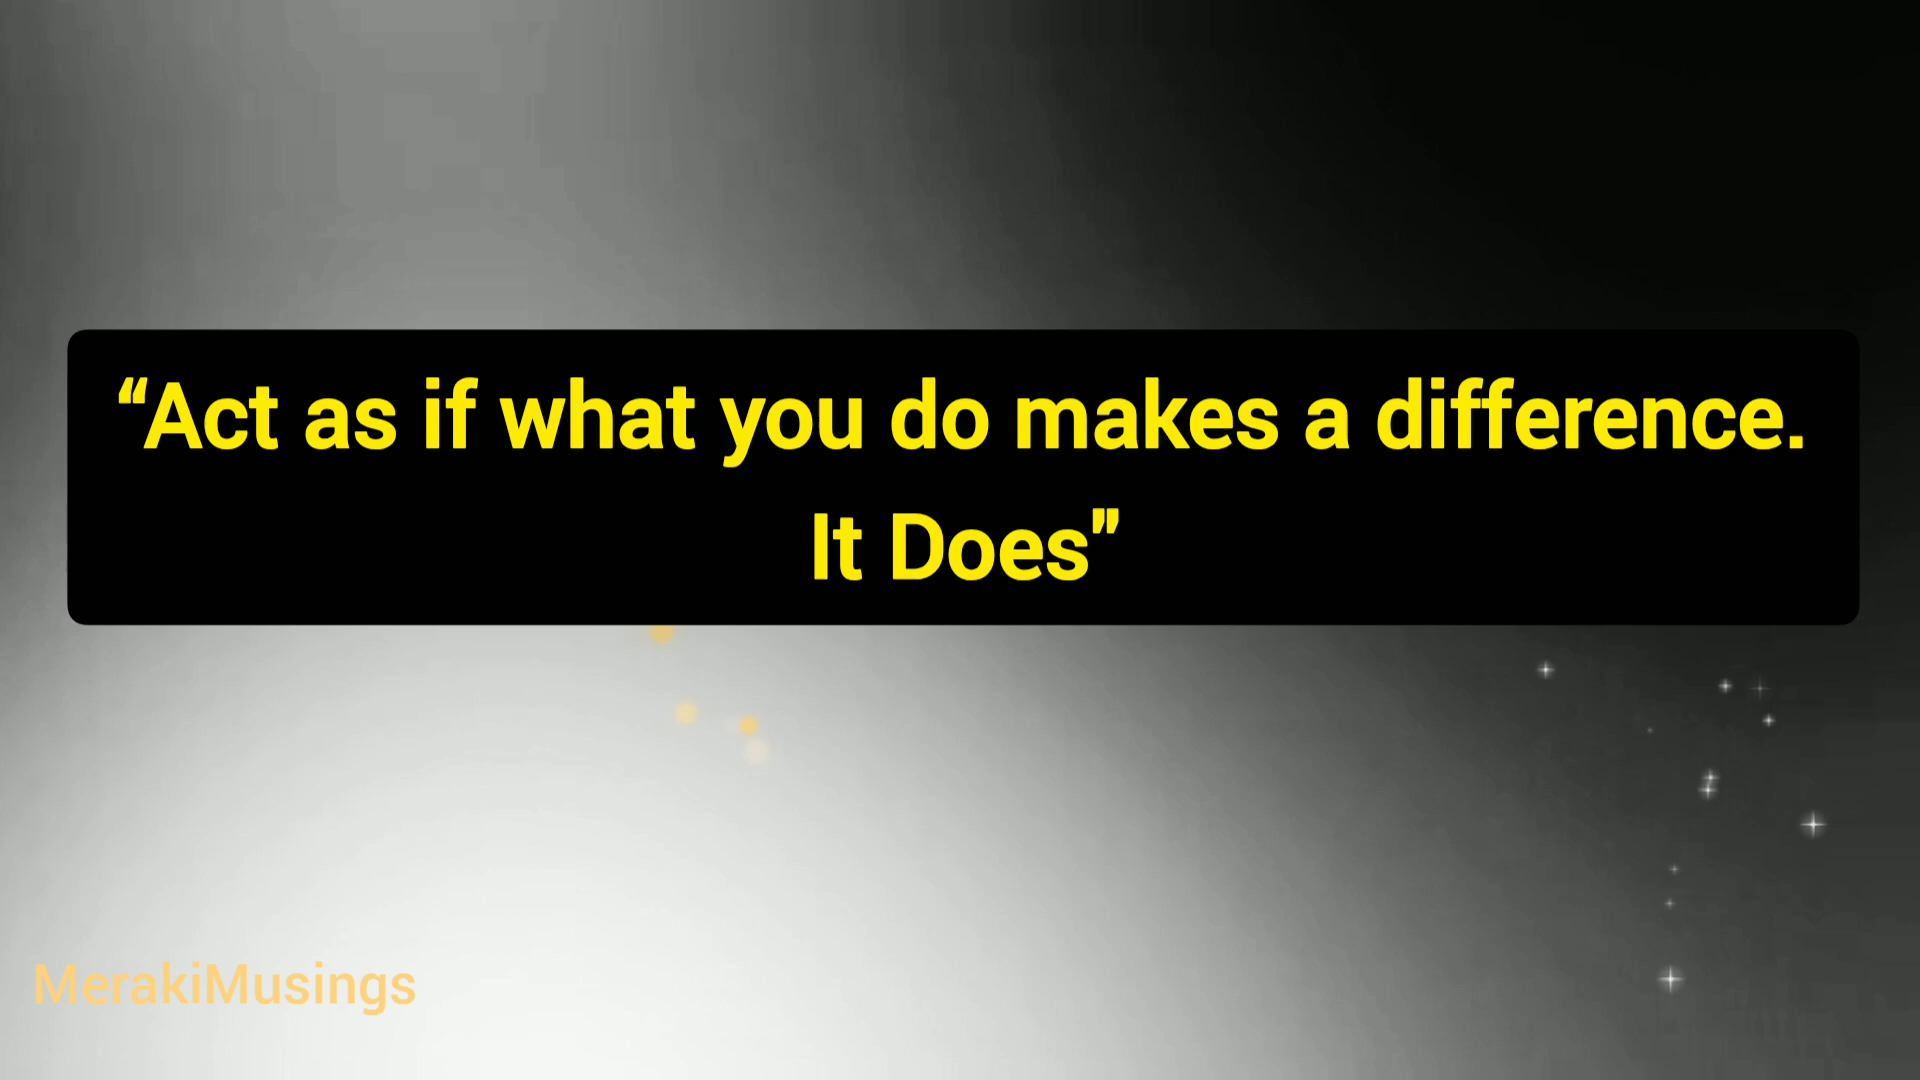 “Act as if what you do makes a difference.
It Does”
MerakiMusings